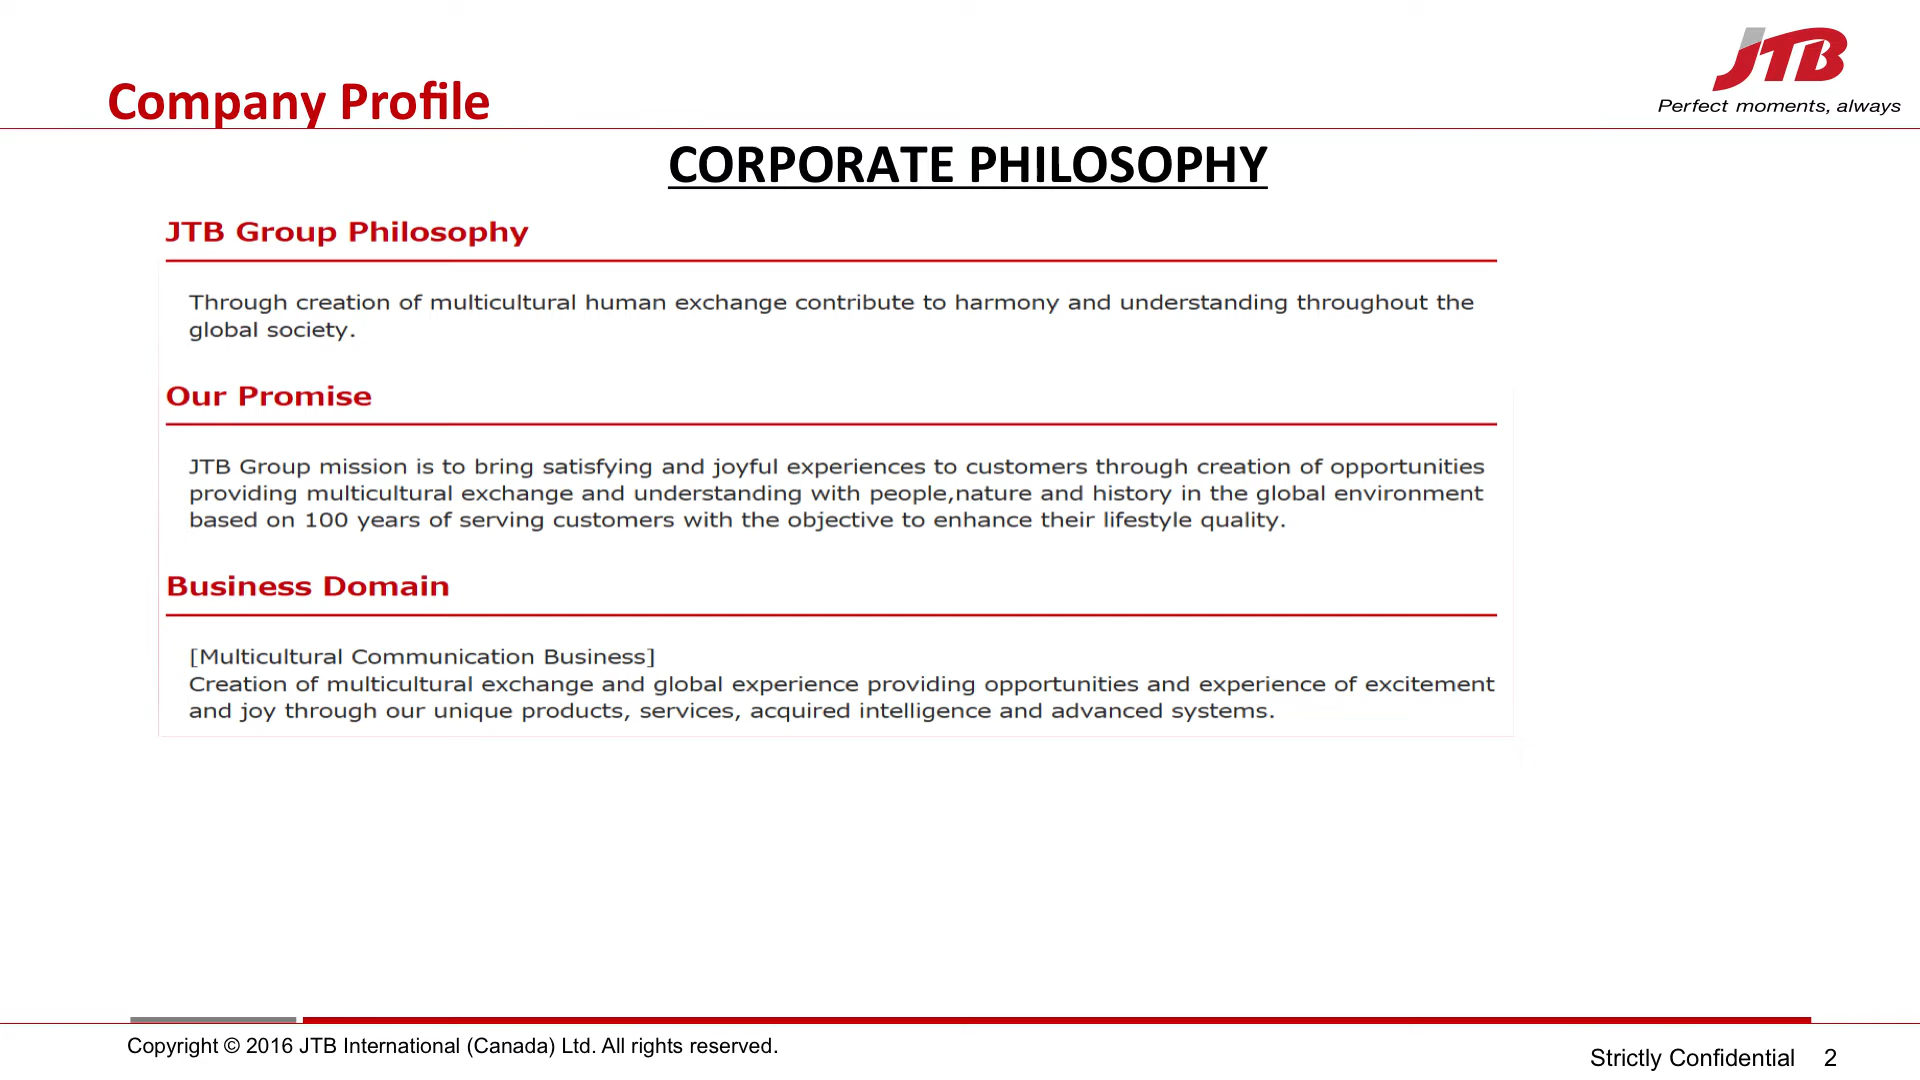 JTB
Perfect moments, always
Company Profile
CORPORATE PHILOSOPHY
JTB Group Philosophy
Through creation of multicultural human exchange contribute to harmony and understanding throughout the
global society.
Our Promise
JTB Group mission is to bring satisfying and joyful experiences to customers through creation of opportunities
providing multicultural exchange and understanding with people,nature and history in the global environment
based on 100 years of serving customers with the objective to enhance their lifestyle quality.
Business Domain
[Multicultural Communication Business]
Creation of multicultural exchange and global experience providing opportunities and experience of excitement
and joy through our unique products, services, acquired intelligence and advanced systems.
Copyright © 2016 JTB International (Canada) Ltd. All rights reserved.
Strictly Confidential 2